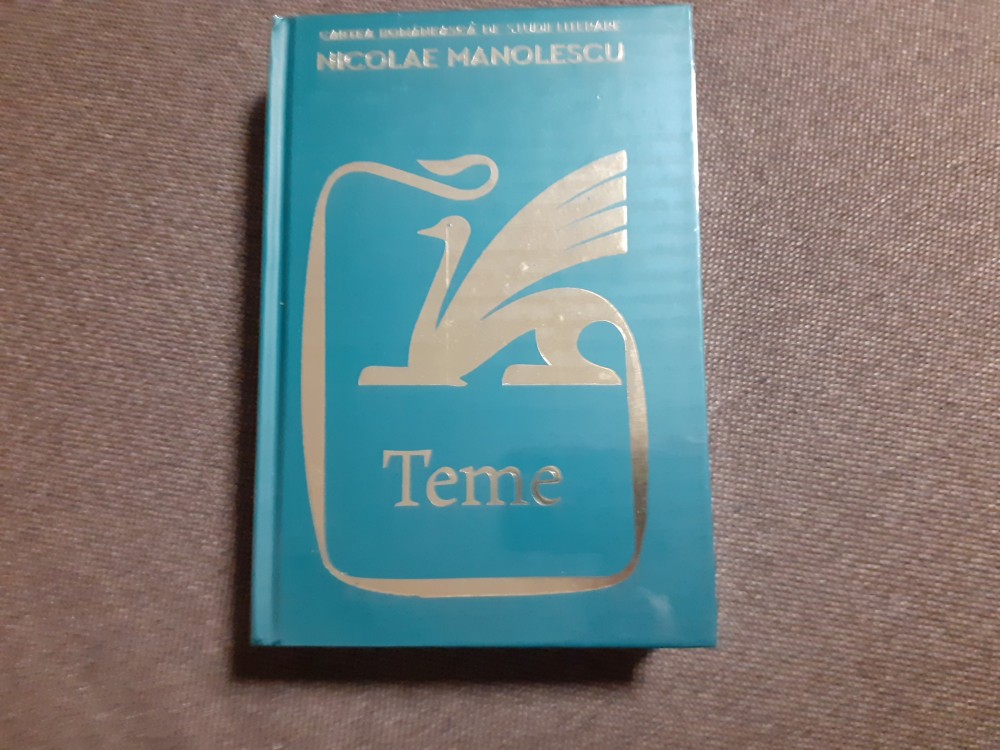 CARTEA ROMÂNEASCĂ DE STUDII LITERARE
NICOLAE MANOLESCU
Teme